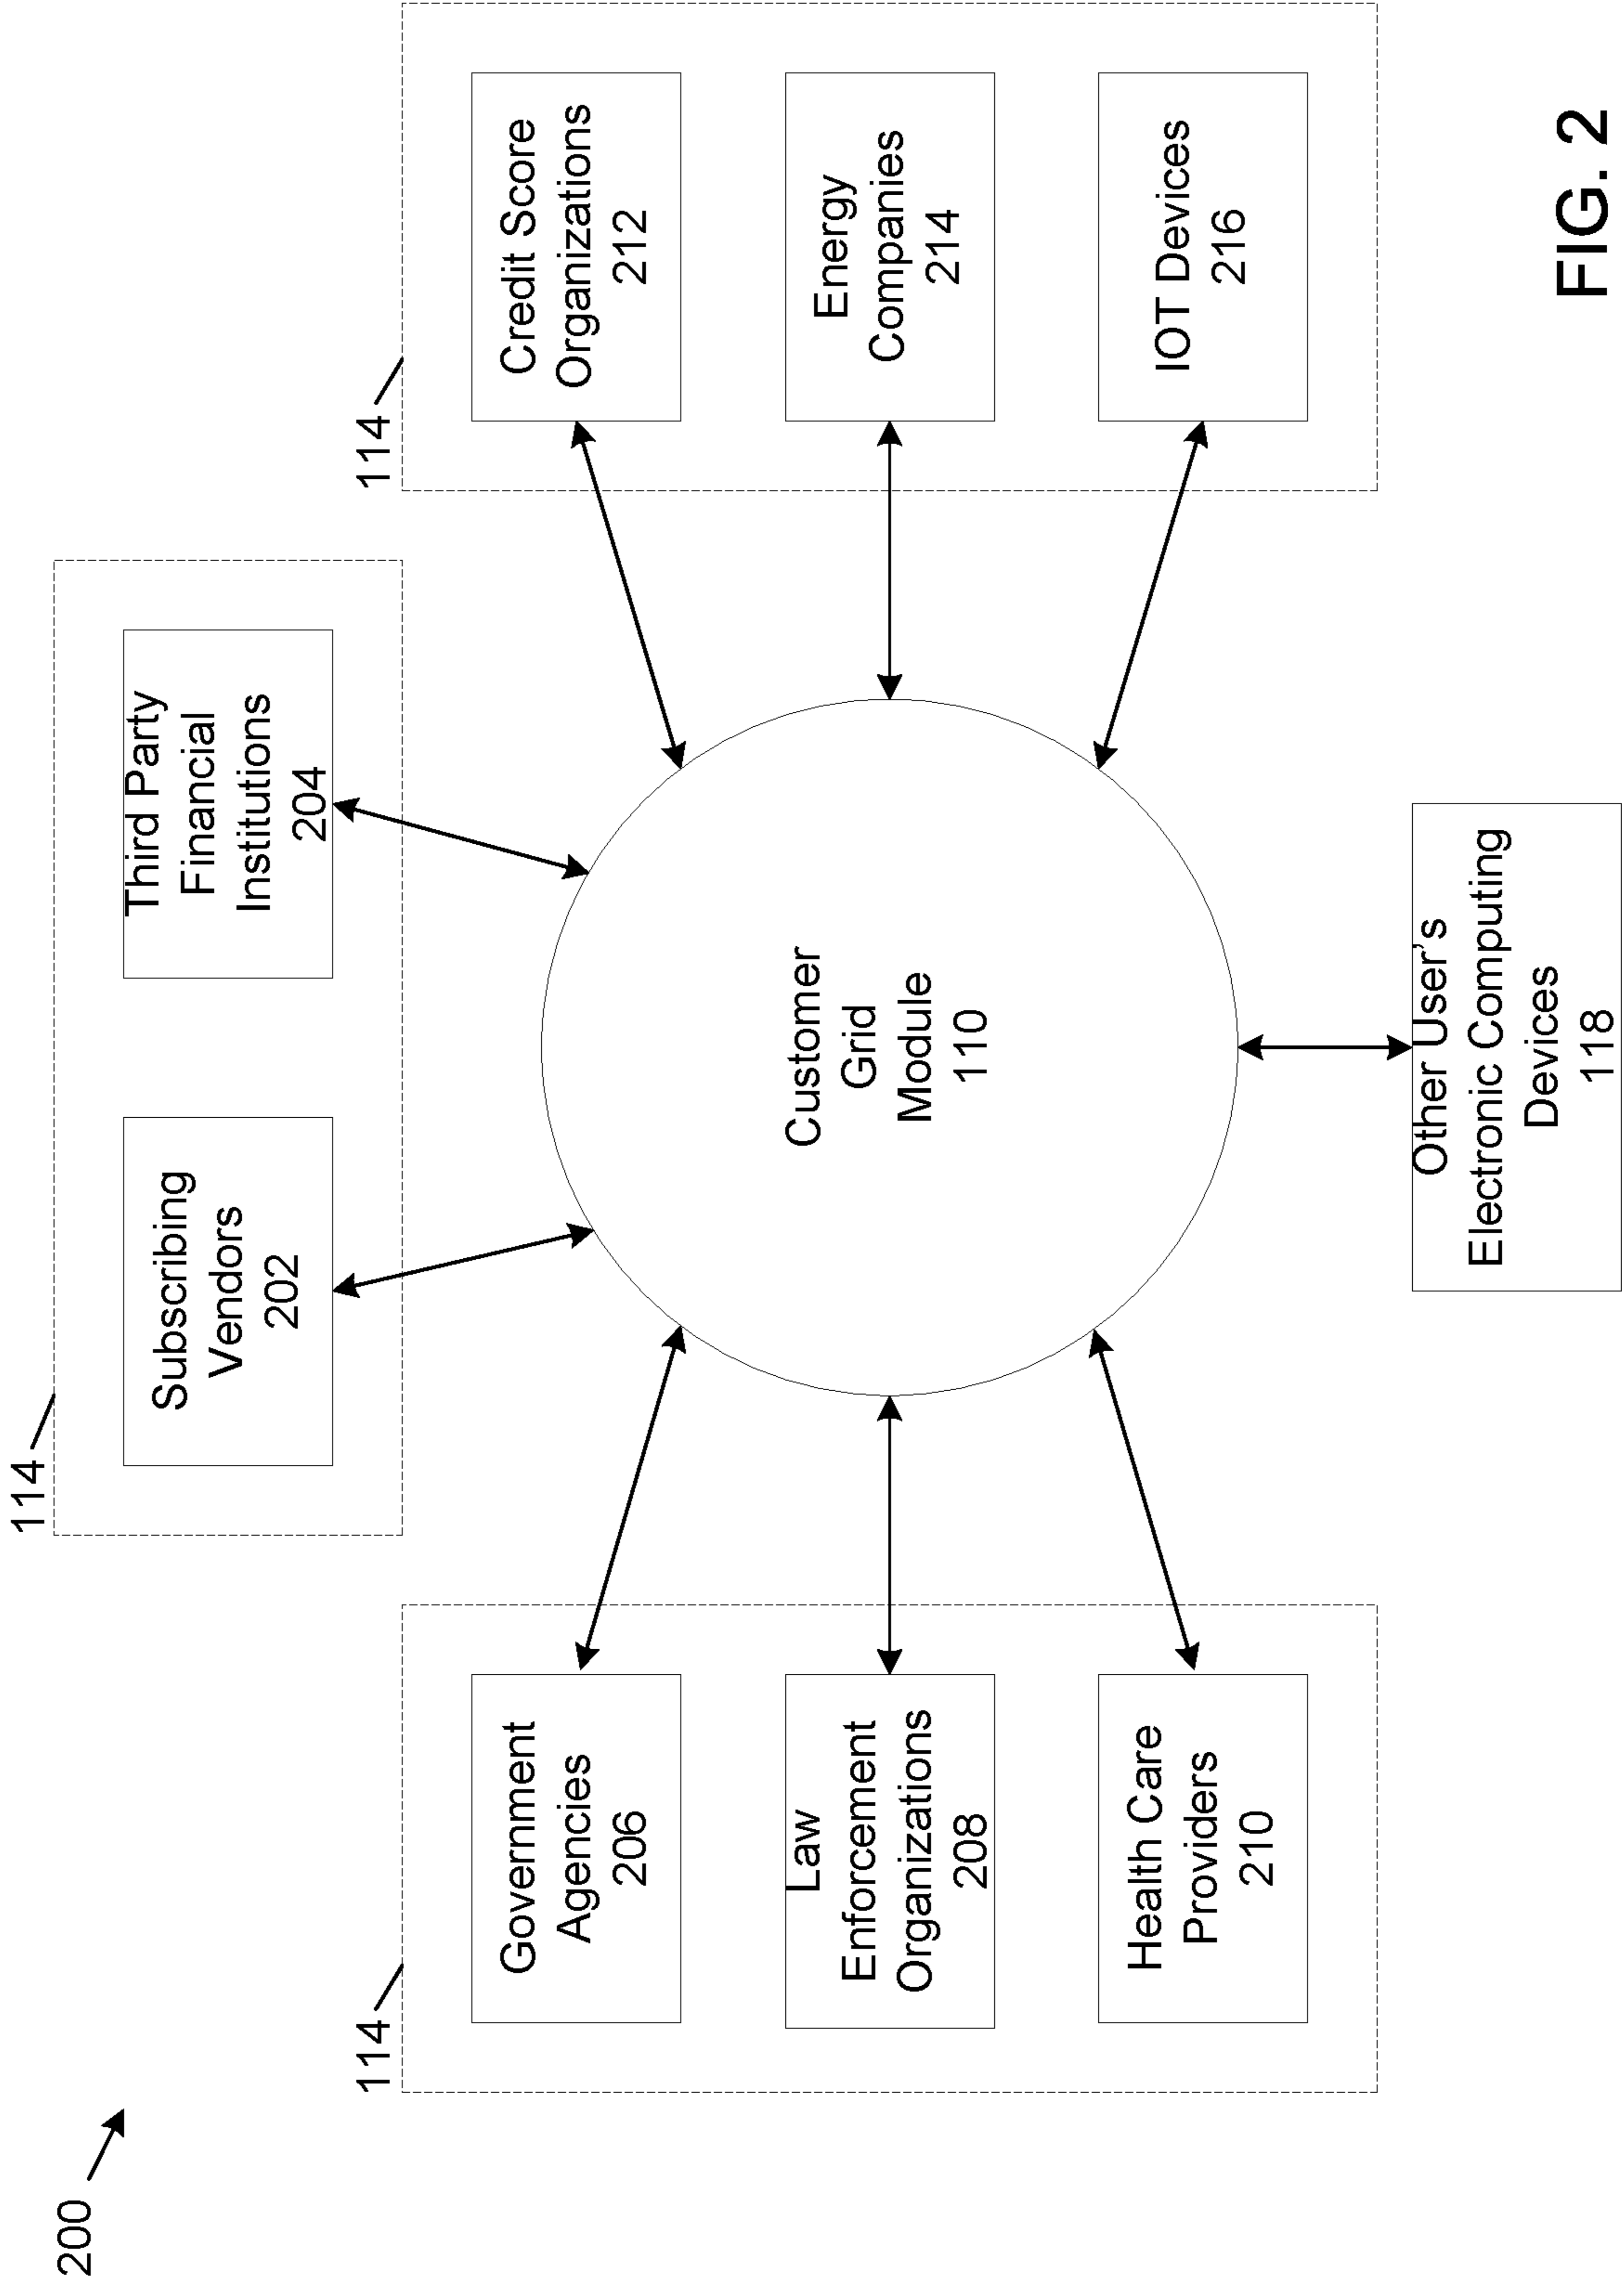 200
114
Subscribing
Vendors
202
Third Party
Financial
Institutions
204
114
Government
Agencies
206
Law
Enforcement
Organizations
208
Health Care
Providers
210
Customer
Grid
Module
110
114
Credit Score
Organizations
212
Energy
Companies
214
IOT Devices
216
Other User's
Electronic Computing
Devices
118
FIG. 2